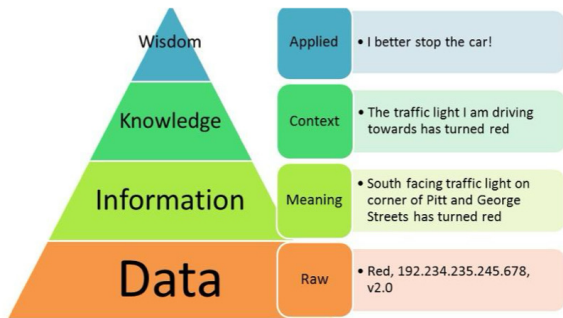 Wisdom
Applied
• I better stop the car!
Knowledge
Context
• The traffic light I am driving
towards has turned red
Information
Meaning
• South facing traffic light on
corner of Pitt and George
Streets has turned red
Data
Raw
• Red, 192.234.235.245.678,
v2.0